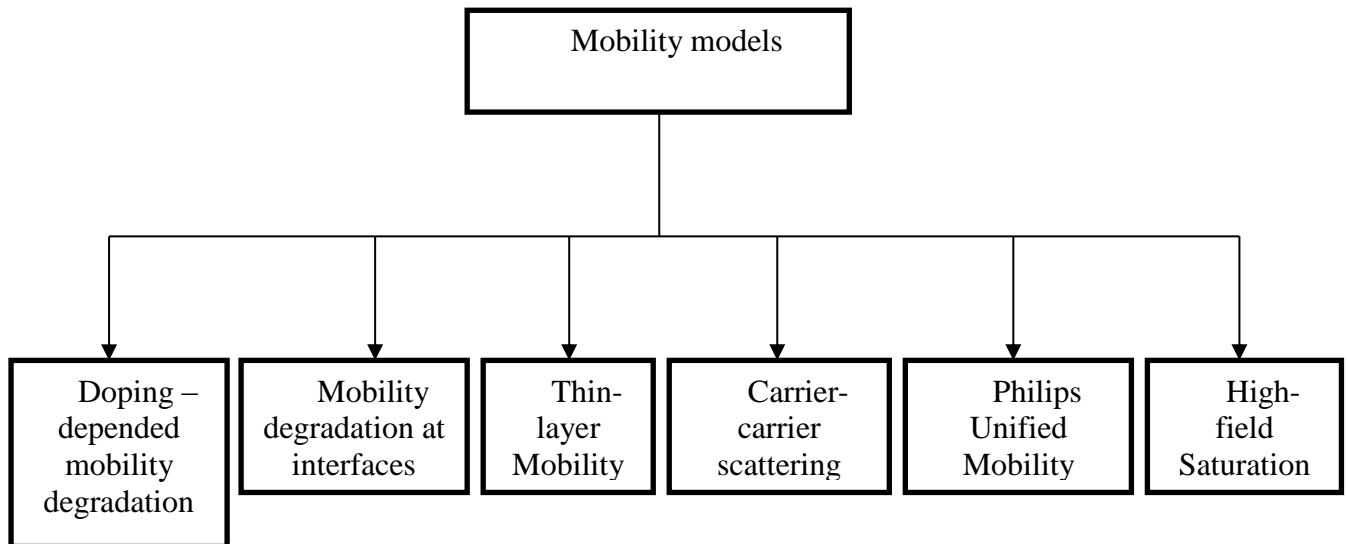 Mobility models
Doping –
depended
mobility
degradation
Mobility
degradation at
interfaces
Thin-
layer
Mobility
Carrier-
carrier
scattering
Philips
Unified
Mobility
High-
field
Saturation